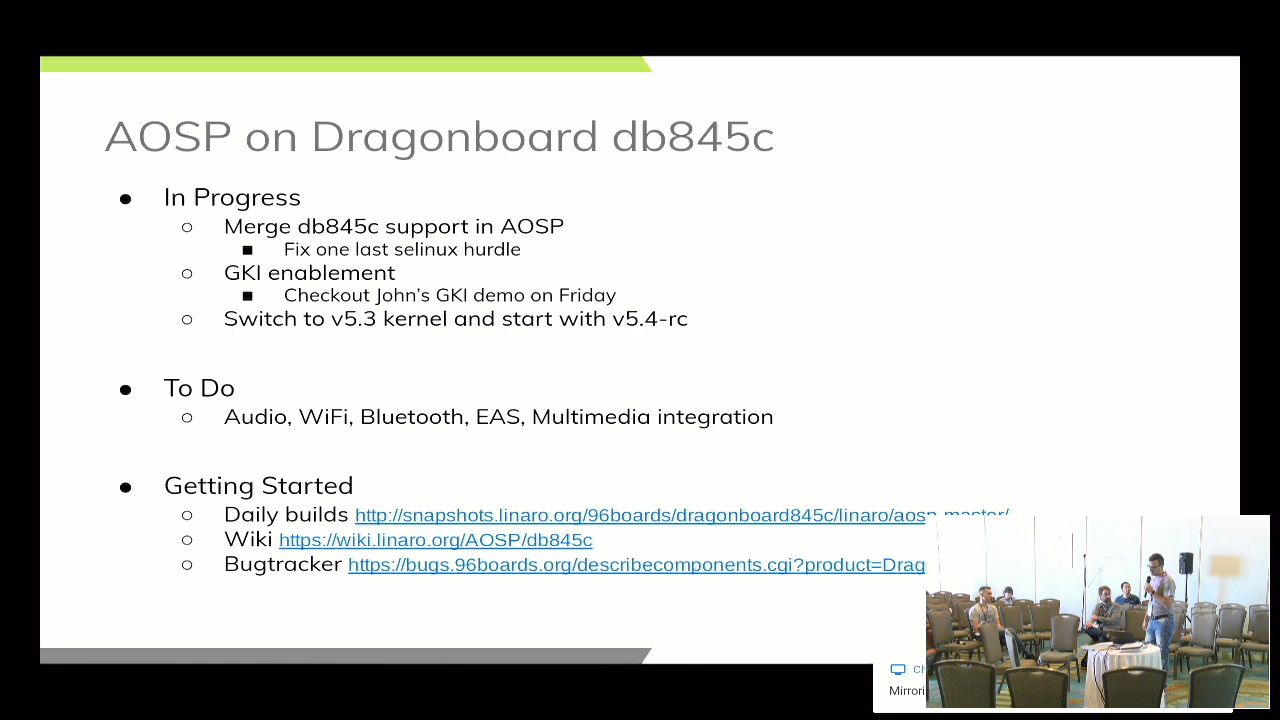 AOSP on Dragonboard db845c
● In Progress
○ Merge db845c support in AOSP
■ Fix one last selinux hurdle
○ GKI enablement
■ Checkout John's GKI demo on Friday
○ Switch to v5.3 kernel and start with v5.4-rc
● To Do
○ Audio, WiFi, Bluetooth, EAS, Multimedia integration
● Getting Started
○ Daily builds http://snapshots.linaro.org/96boards/dragonboard845c/linaro/aosp-master/
○ Wiki https://wiki.linaro.org/AOSP/db845c
○ Bugtracker https://bugs.96boards.org/describecomponents.cgi?product=Drag